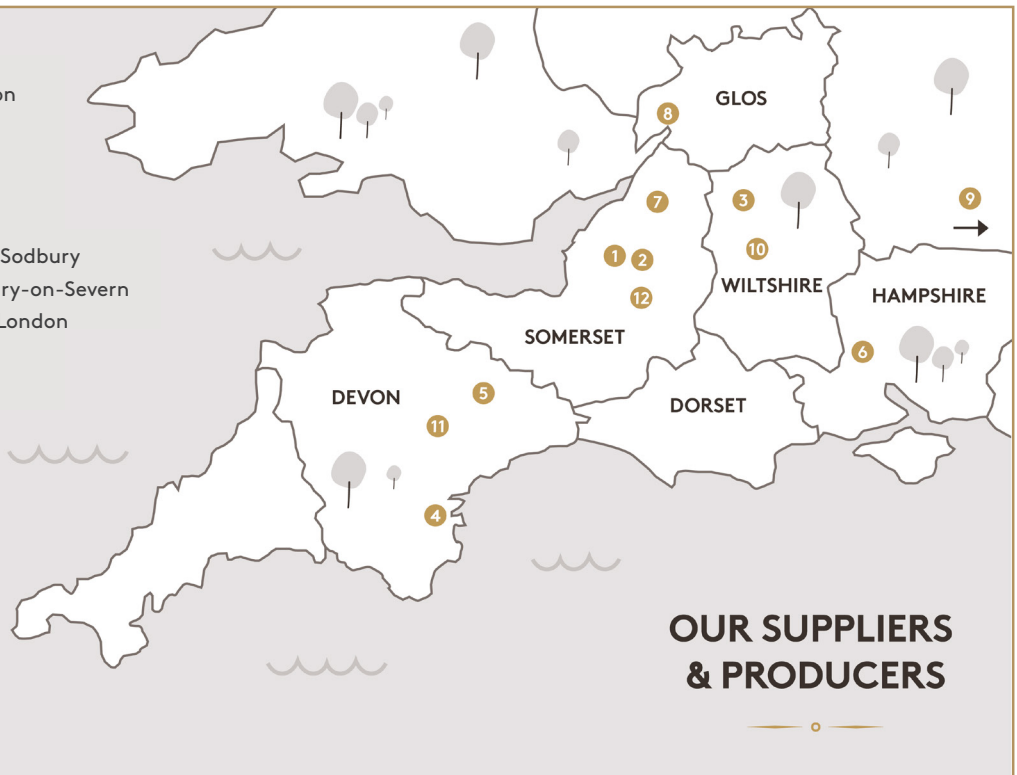 on
Sodbury
ry-on-Severn
London
GLOS
8
9
7
3
1
2
10
12
WILTSHIRE
HAMPSHIRE
SOMERSET
6
DEVON
5
DORSET
11
4
OUR SUPPLIERS
& PRODUCERS